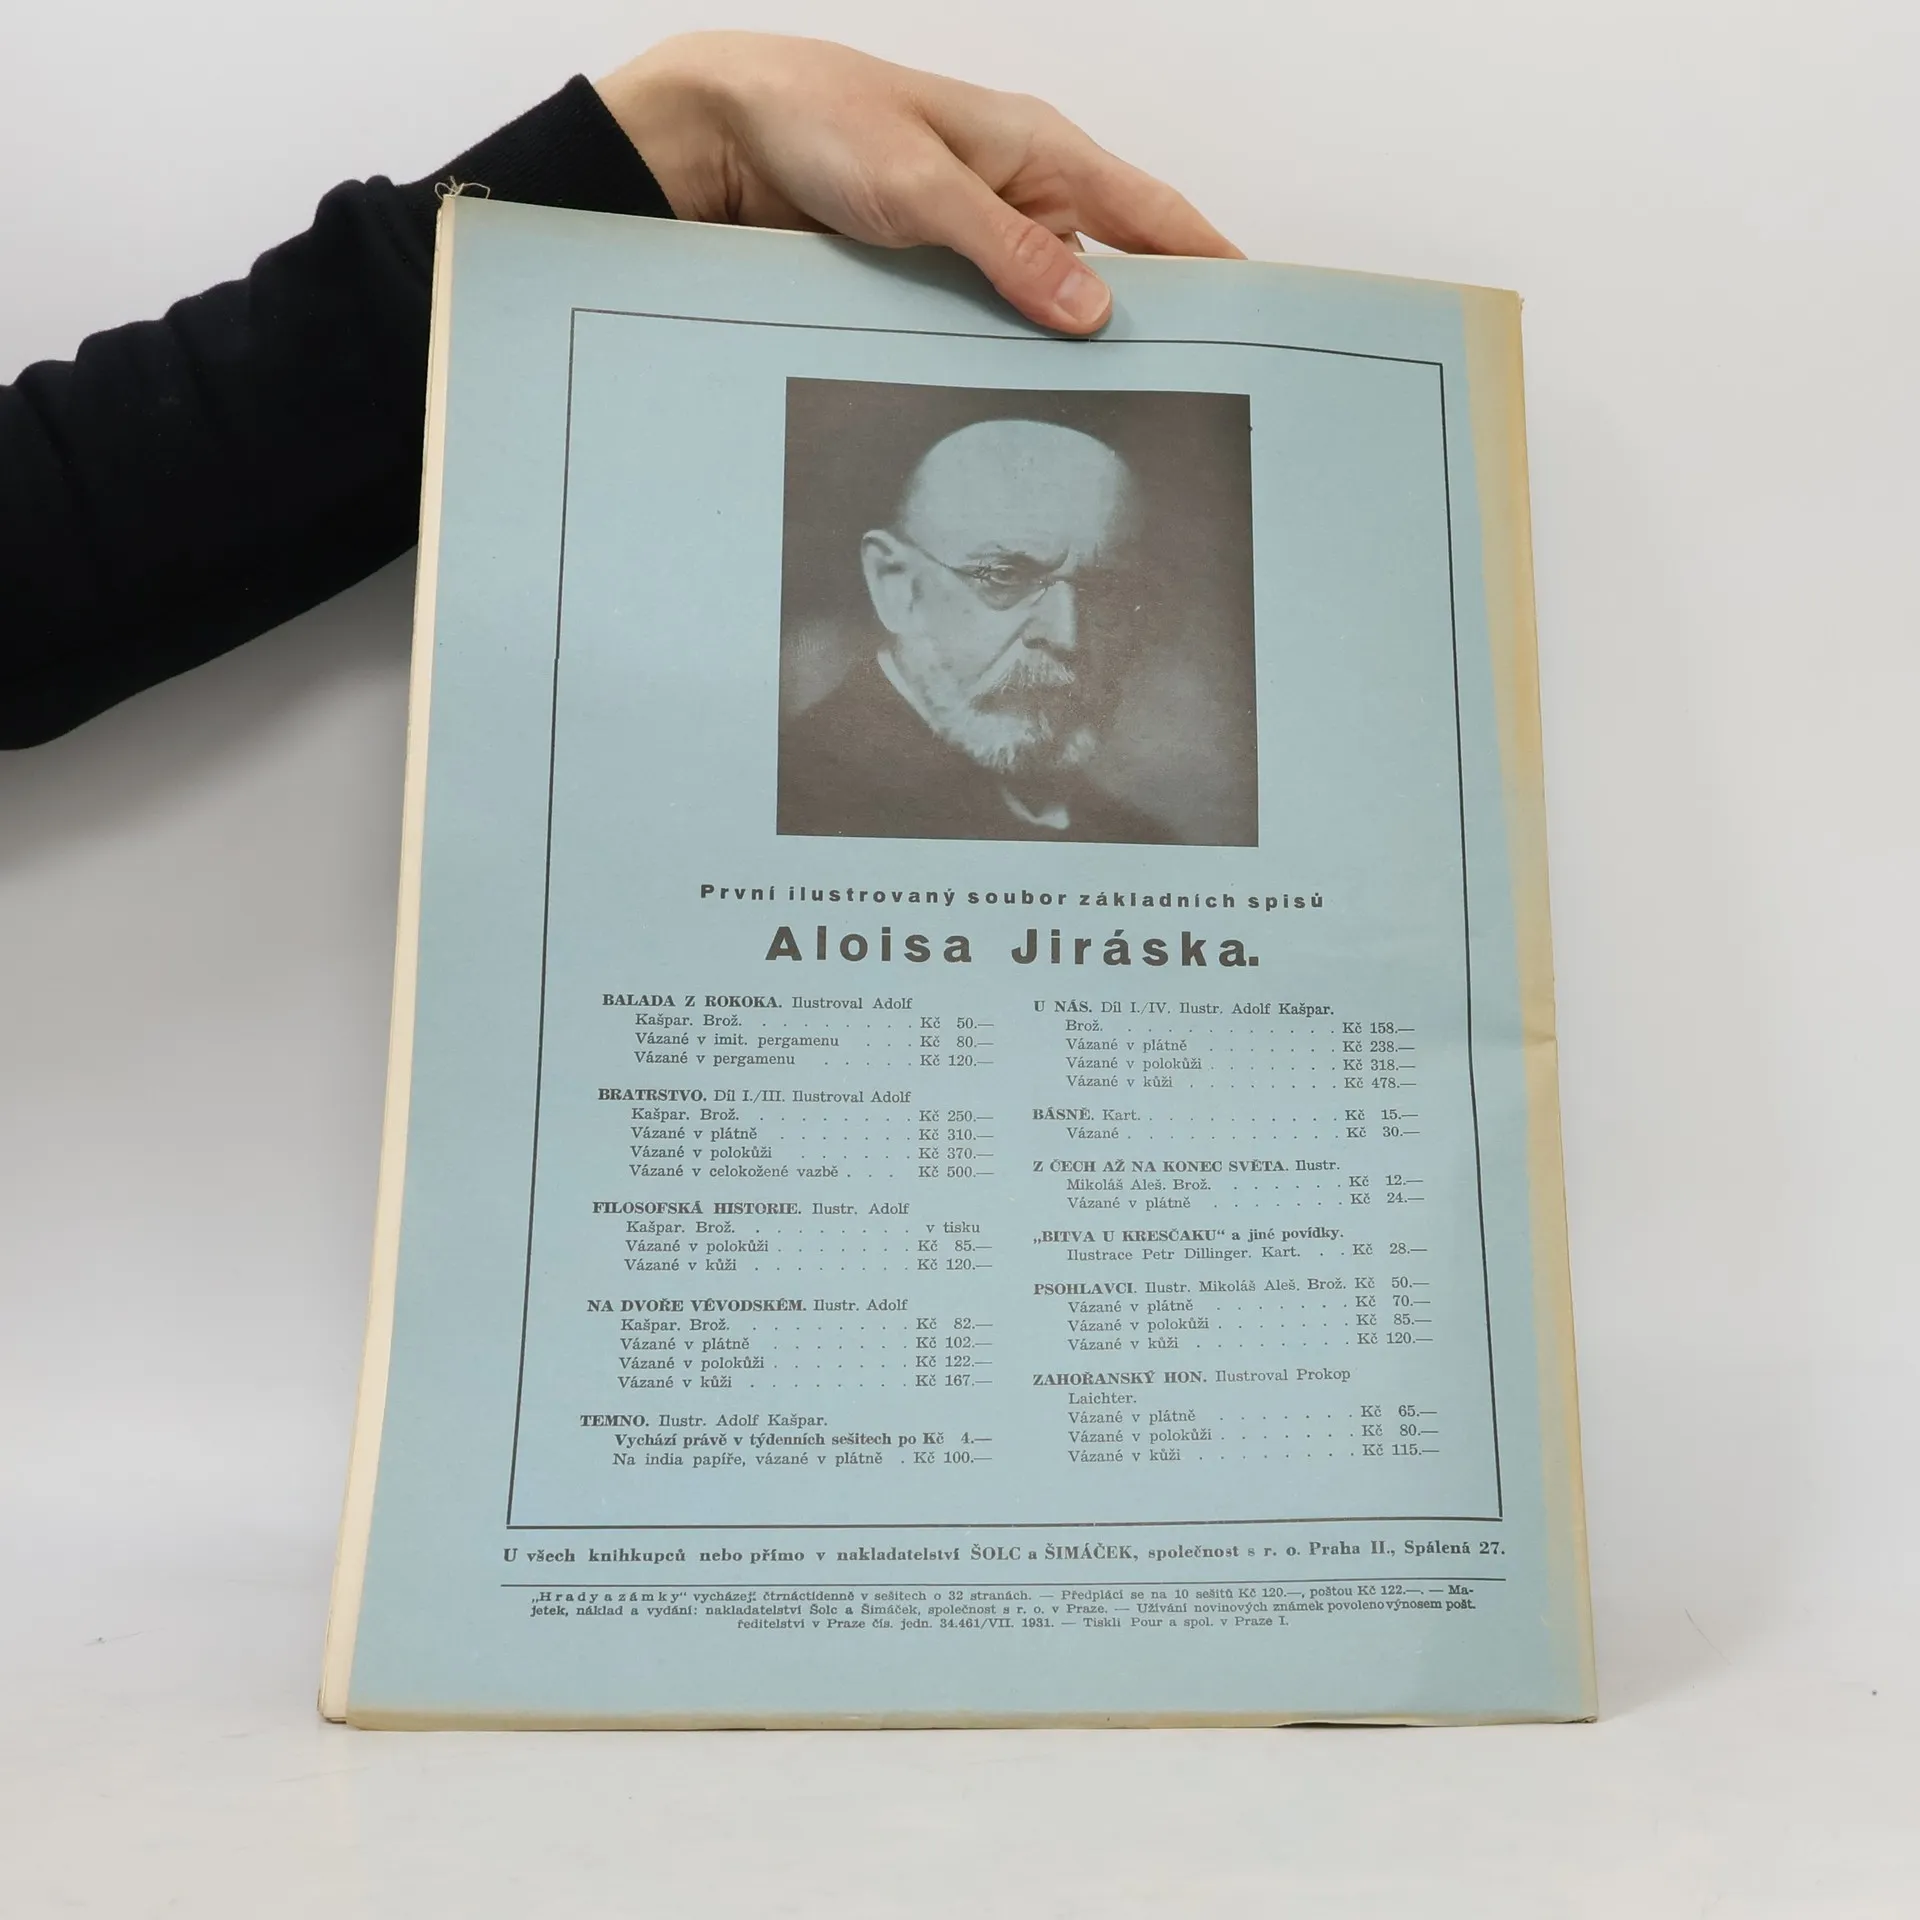 První ilustrovaný soubor základních spisů
Aloisa Jiráska.
BALADA Z ROKOKA. Ilustroval Adolf
Kašpar. Brož. . . . . . . . . Kč 50.—
Vázané v imit. pergamenu . . . Kč 80.—
Vázané v pergamenu . . . . . Kč 120.—
BRATRSTVO. Díl I./III. Ilustroval Adolf
Kašpar. Brož. . . . . . . . . Kč 250.—
Vázané v plátně . . . . . . . Kč 310.—
Vázané v polokůži . . . . . . Kč 370.—
Vázané v celokožené vazbě . . . Kč 500.—
FILOSOFSKÁ HISTORIE. Ilustr. Adolf
Kašpar. Brož. . . . . . . . . v tisku
Vázané v polokůži . . . . . . . Kč 85.—
Vázané v kůži . . . . . . . . Kč 120.—
NA DVOŘE VÉVODSKÉM. Ilustr. Adolf
Kašpar. Brož. . . . . . . . . Kč 82.—
Vázané v plátně . . . . . . . Kč 102.—
Vázané v polokůži . . . . . . . Kč 122.—
Vázané v kůži . . . . . . . . Kč 167.—
TEMNO. Ilustr. Adolf Kašpar.
Vychází právě v týdenních sešitech po Kč 4.—
Na india papíře, vázané v plátně . Kč 100.—
U NÁS. Díl I./IV. Ilustr. Adolf Kašpar.
Brož. . . . . . . . . . . . Kč 158.—
Vázané v plátně . . . . . . . Kč 238.—
Vázané v polokůži . . . . . . . Kč 318.—
Vázané v kůži . . . . . . . . Kč 478.—
BÁSNĚ. Kart. . . . . . . . . . . Kč 15.—
Vázané . . . . . . . . . . . Kč 30.—
Z ČECH AŽ NA KONEC SVĚTA. Ilustr.
Mikoláš Aleš. Brož. . . . . . . Kč 12.—
Vázané v plátně . . . . . . . Kč 24.—
„BITVA U KRESČAKU“ a jiné povídky.
Ilustrace Petr Dillinger. Kart. . . Kč 28.—
PSOHLAVCI. Ilustr. Mikoláš Aleš. Brož. Kč 50.—
Vázané v plátně . . . . . . . Kč 70.—
Vázané v polokůži . . . . . . . Kč 85.—
Vázané v kůži . . . . . . . . Kč 120.—
ZAHOŘANSKÝ HON. Ilustroval Prokop
Laichter.
Vázané v plátně . . . . . . . Kč 65.—
Vázané v polokůži . . . . . . . Kč 80.—
Vázané v kůži . . . . . . . . Kč 115.—
U všech knihkupců nebo přímo v nakladatelství ŠOLC a ŠIMÁČEK, společnost s r. o. Praha II., Spálená 27.
„Hrady a zámky“ vycházejí čtrnáctidenně v sešitech o 32 stranách. — Předplácí se na 10 sešitů Kč 120.—, poštou Kč 122.—. — Ma-
jetek, náklad a vydání: nakladatelství Šolc a Šimáček, společnost s r. o. v Praze. — Užívání novinových známek povoleno výnosem pošt.
ředitelství v Praze čís. jedn. 34.461/VII. 1931. — Tiskli Pour a spol. v Praze I.